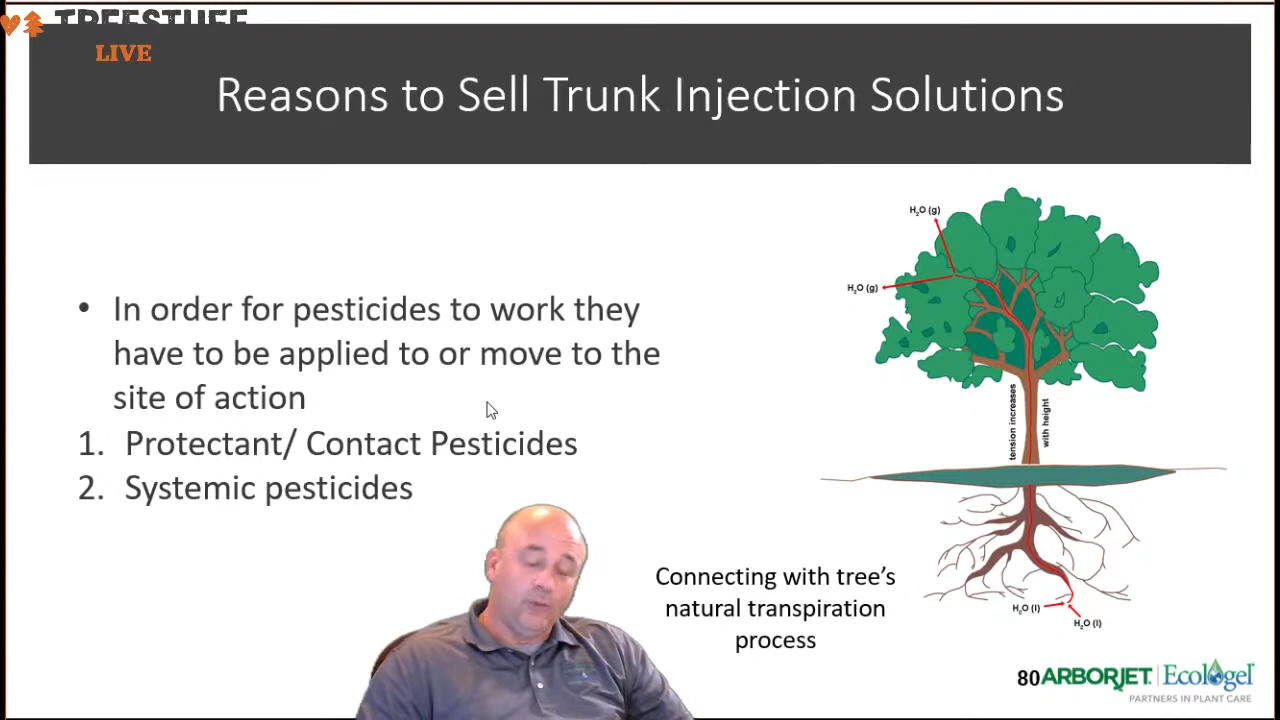 TREESTUFF
LIVE
Reasons to Sell Trunk Injection Solutions
• In order for pesticides to work they
have to be applied to or move to the
site of action
1. Protectant/ Contact Pesticides
2. Systemic pesticides
H₂O (g)
H₂O (g)
tension increases
with height
H₂O (l)
H₂O (l)
Connecting with tree's
natural transpiration
process
80 ARBORJET | Ecologel
PARTNERS IN PLANT CARE